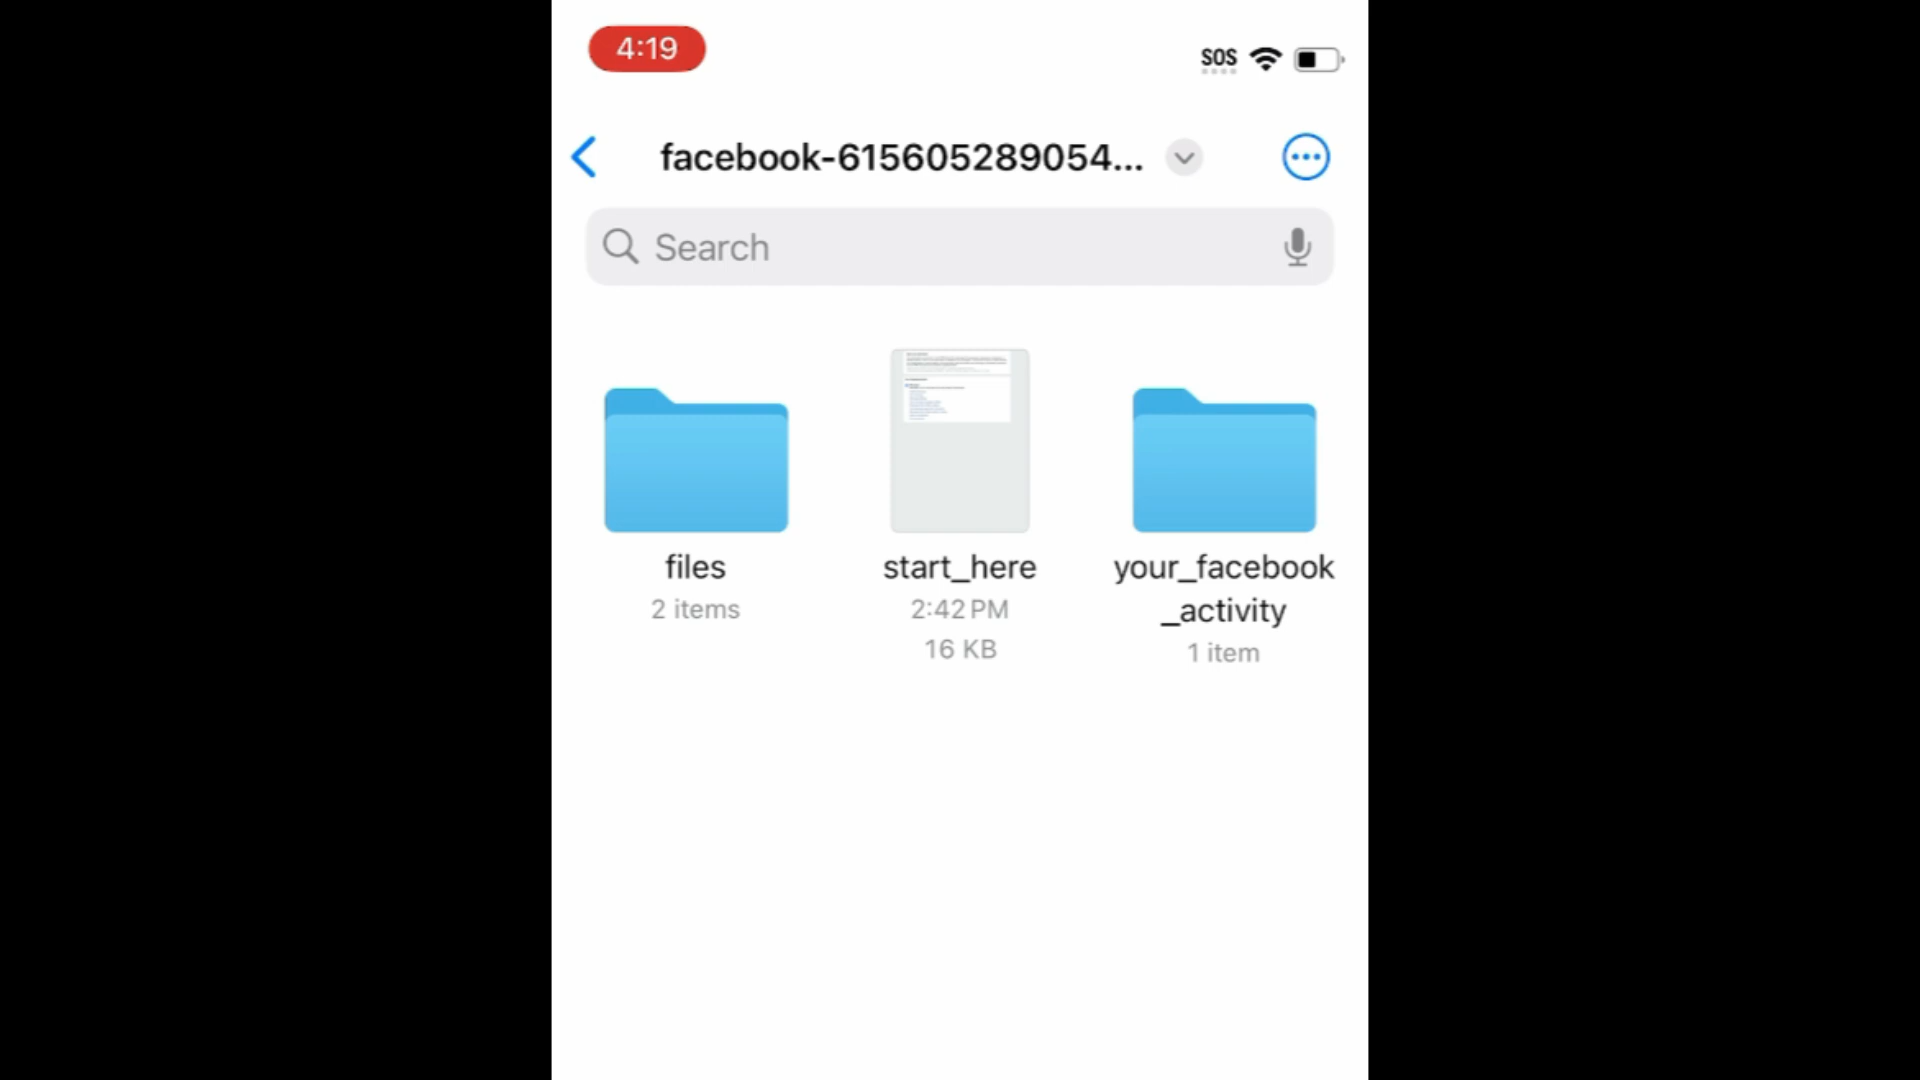 4:19
SOS
facebook-615605289054...
Search
files
2 items
start_here
2:42 PM
16 KB
your_facebook
_activity
1 item